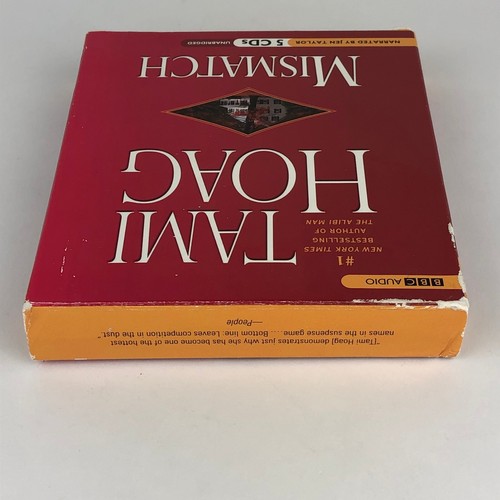 BBC AUDIO
#1
NEW YORK TIMES
BESTSELLING
AUTHOR OF
THE ALIBI MAN
TAMI
HOAG
MISMATCH
NARRATED BY JEN TAYLOR
5 CDs
UNABRIDGED
"[Tami Hoag] demonstrates just why she has become one of the hottest
names in the suspense game.... Bottom line: Leaves competition in the dust."
—People